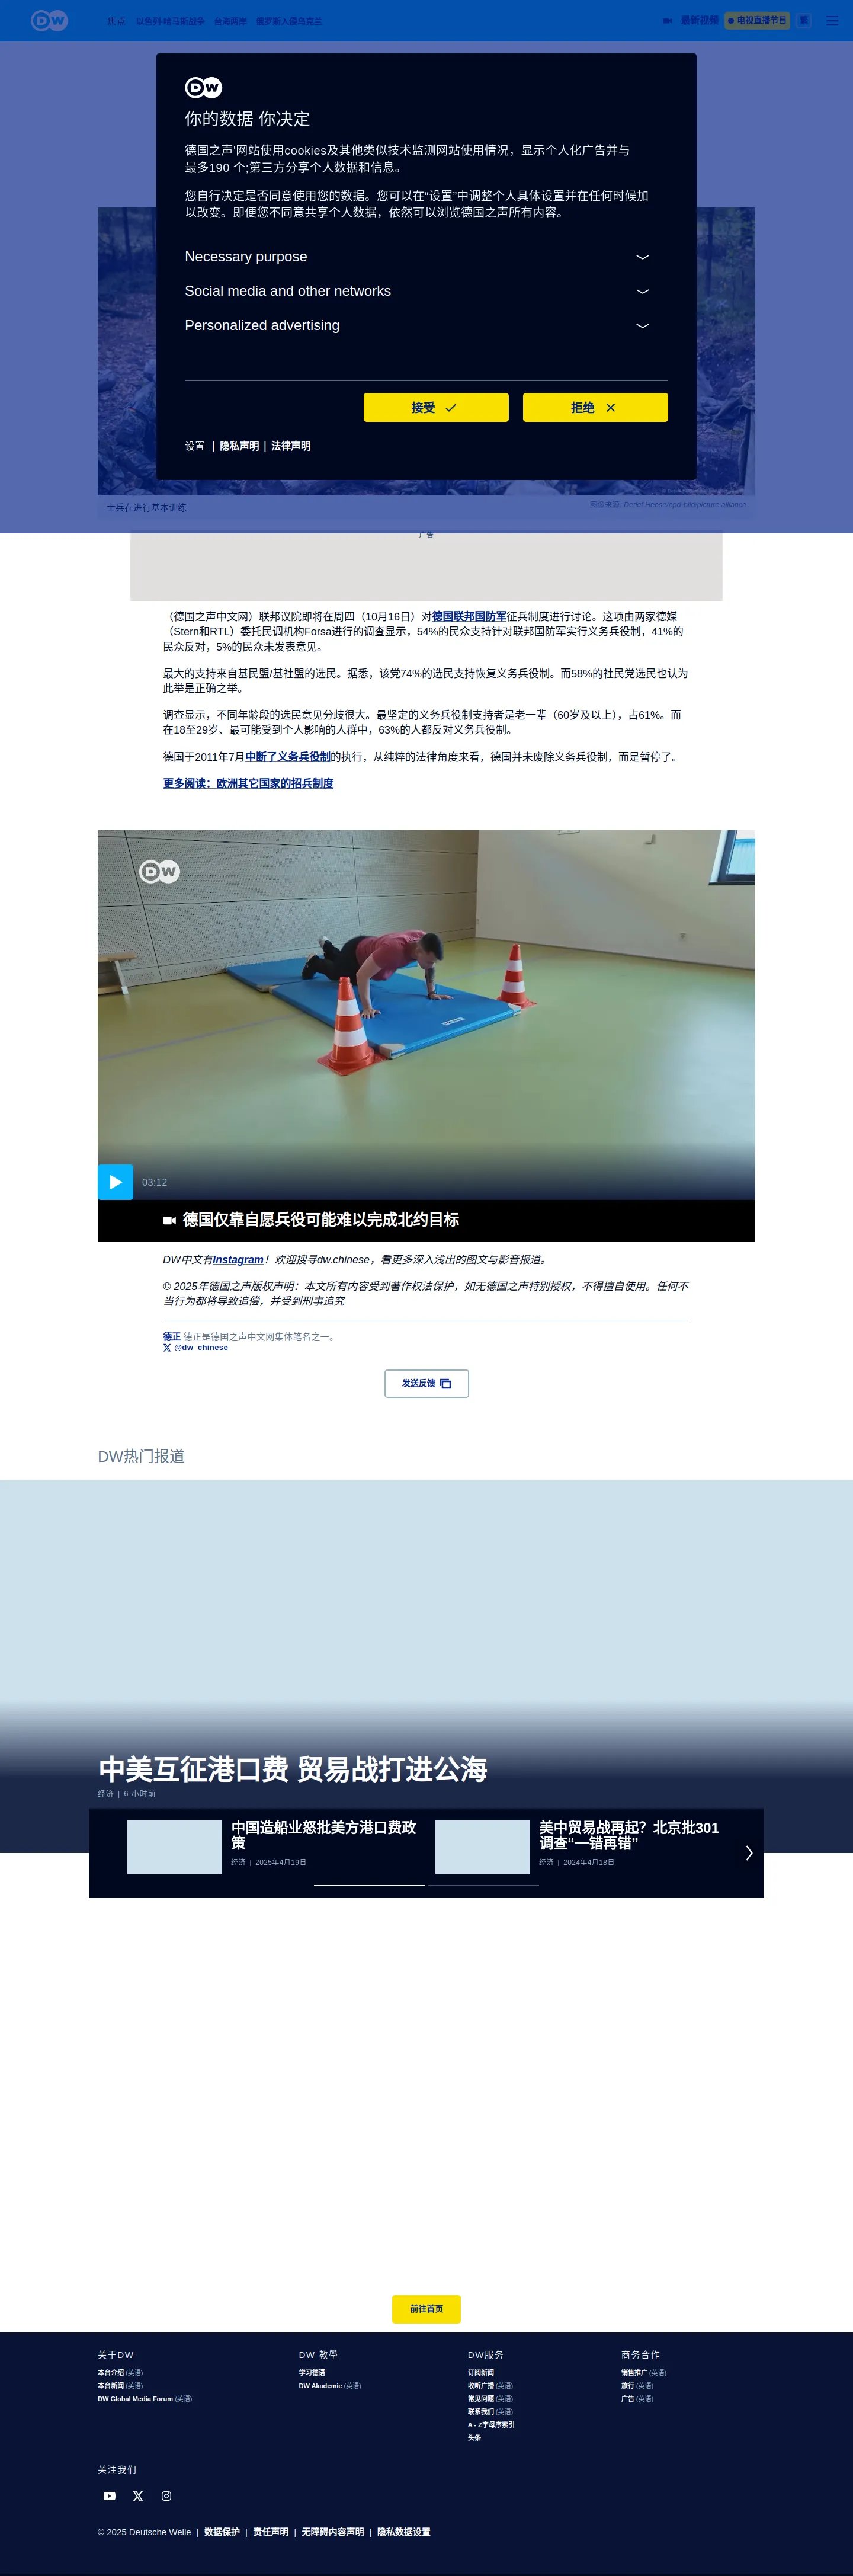 DW
焦点
以色列-哈马斯战争
台海两岸
俄罗斯入侵乌克兰
最新视频
电视直播节目
繁
DW
你的数据 你决定
德国之声'网站使用cookies及其他类似技术监测网站使用情况，显示个人化广告并与
最多190 个;第三方分享个人数据和信息。
您自行决定是否同意使用您的数据。您可以在“设置”中调整个人具体设置并在任何时候加
以改变。即便您不同意共享个人数据，依然可以浏览德国之声所有内容。
Necessary purpose
Social media and other networks
Personalized advertising
接受
拒绝
设置 | 隐私声明 | 法律声明
士兵在进行基本训练
图像来源: Detlef Heese/epd-bild/picture alliance
广告
（德国之声中文网）联邦议院即将在周四（10月16日）对德国联邦国防军征兵制度进行讨论。这项由两家德媒
（Stern和RTL）委托民调机构Forsa进行的调查显示，54%的民众支持针对联邦国防军实行义务兵役制，41%的
民众反对，5%的民众未发表意见。
最大的支持来自基民盟/基社盟的选民。据悉，该党74%的选民支持恢复义务兵役制。而58%的社民党选民也认为
此举是正确之举。
调查显示，不同年龄段的选民意见分歧很大。最坚定的义务兵役制支持者是老一辈（60岁及以上），占61%。而
在18至29岁、最可能受到个人影响的人群中，63%的人都反对义务兵役制。
德国于2011年7月中断了义务兵役制的执行，从纯粹的法律角度来看，德国并未废除义务兵役制，而是暂停了。
更多阅读：欧洲其它国家的招兵制度
DW
03:12
德国仅靠自愿兵役可能难以完成北约目标
DW中文有Instagram！欢迎搜寻dw.chinese，看更多深入浅出的图文与影音报道。
© 2025年德国之声版权声明：本文所有内容受到著作权法保护，如无德国之声特别授权，不得擅自使用。任何不
当行为都将导致追偿，并受到刑事追究
德正 德正是德国之声中文网集体笔名之一。
@dw_chinese
发送反馈
DW热门报道
中美互征港口费 贸易战打进公海
经济 | 6 小时前
中国造船业怒批美方港口费政
策
经济 | 2025年4月19日
美中贸易战再起？北京批301
调查“一错再错”
经济 | 2024年4月18日
前往首页
关于DW
本台介绍 (英语)
本台新闻 (英语)
DW Global Media Forum (英语)
DW 教學
学习德语
DW Akademie (英语)
DW服务
订阅新闻
收听广播 (英语)
常见问题 (英语)
联系我们 (英语)
A - Z字母序索引
头条
商务合作
销售推广 (英语)
旅行 (英语)
广告 (英语)
关注我们
© 2025 Deutsche Welle | 数据保护 | 责任声明 | 无障碍内容声明 | 隐私数据设置